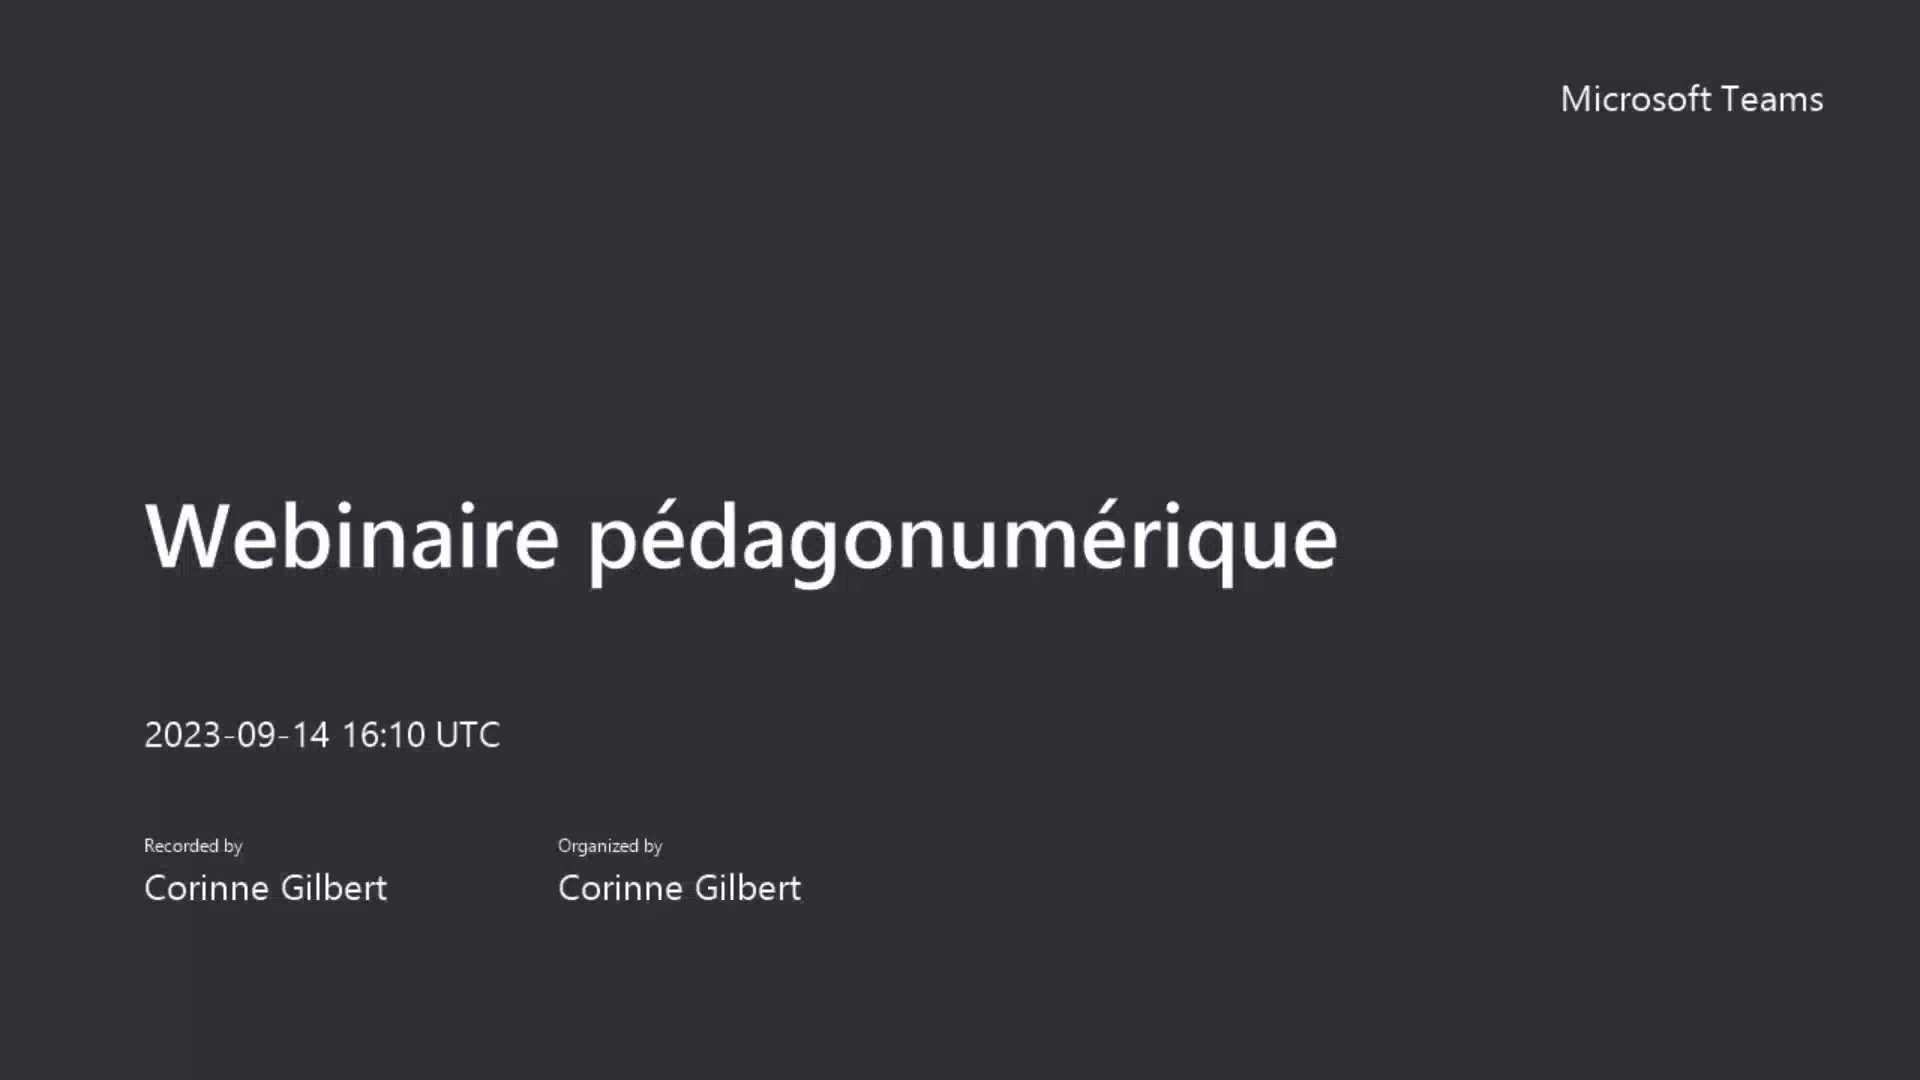 Microsoft Teams
Webinaire pédagonumérique
2023-09-14 16:10 UTC
Recorded by
Corinne Gilbert
Organized by
Corinne Gilbert